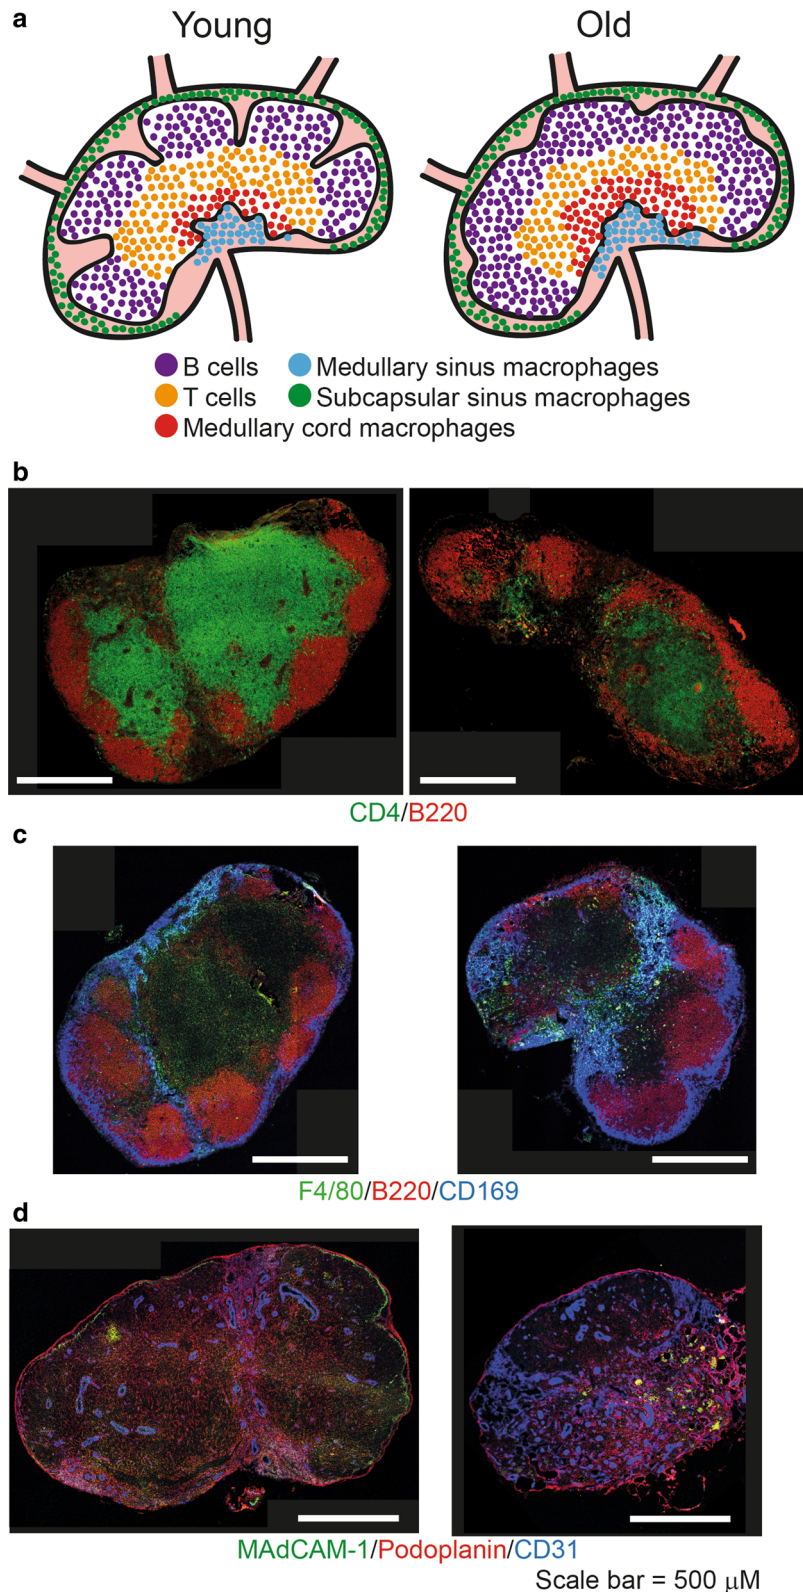 a
Young
Old
B cells
Medullary sinus macrophages
T cells
Subcapsular sinus macrophages
Medullary cord macrophages
b
CD4/B220
c
F4/80/B220/CD169
d
MAdCAM-1/Podoplanin/CD31
Scale bar = 500 μM